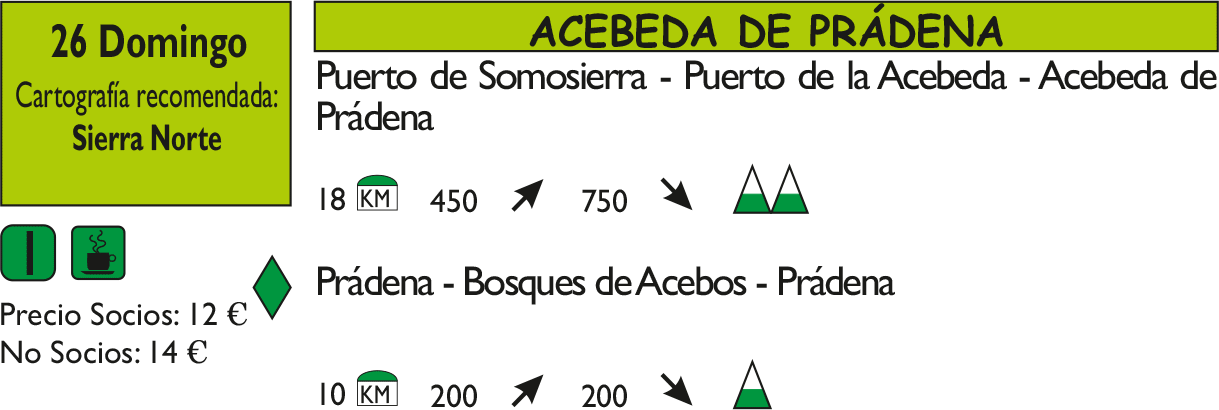 26 Domingo
Cartografía recomendada:
Sierra Norte
Precio Socios: 12 €
No Socios: 14 €
ACEBEDA DE PRÁDENA
Puerto de Somosierra - Puerto de la Acebeda - Acebeda de
Prádena
18 KM 450 750
Prádena - Bosques de Acebos - Prádena
10 KM 200 200